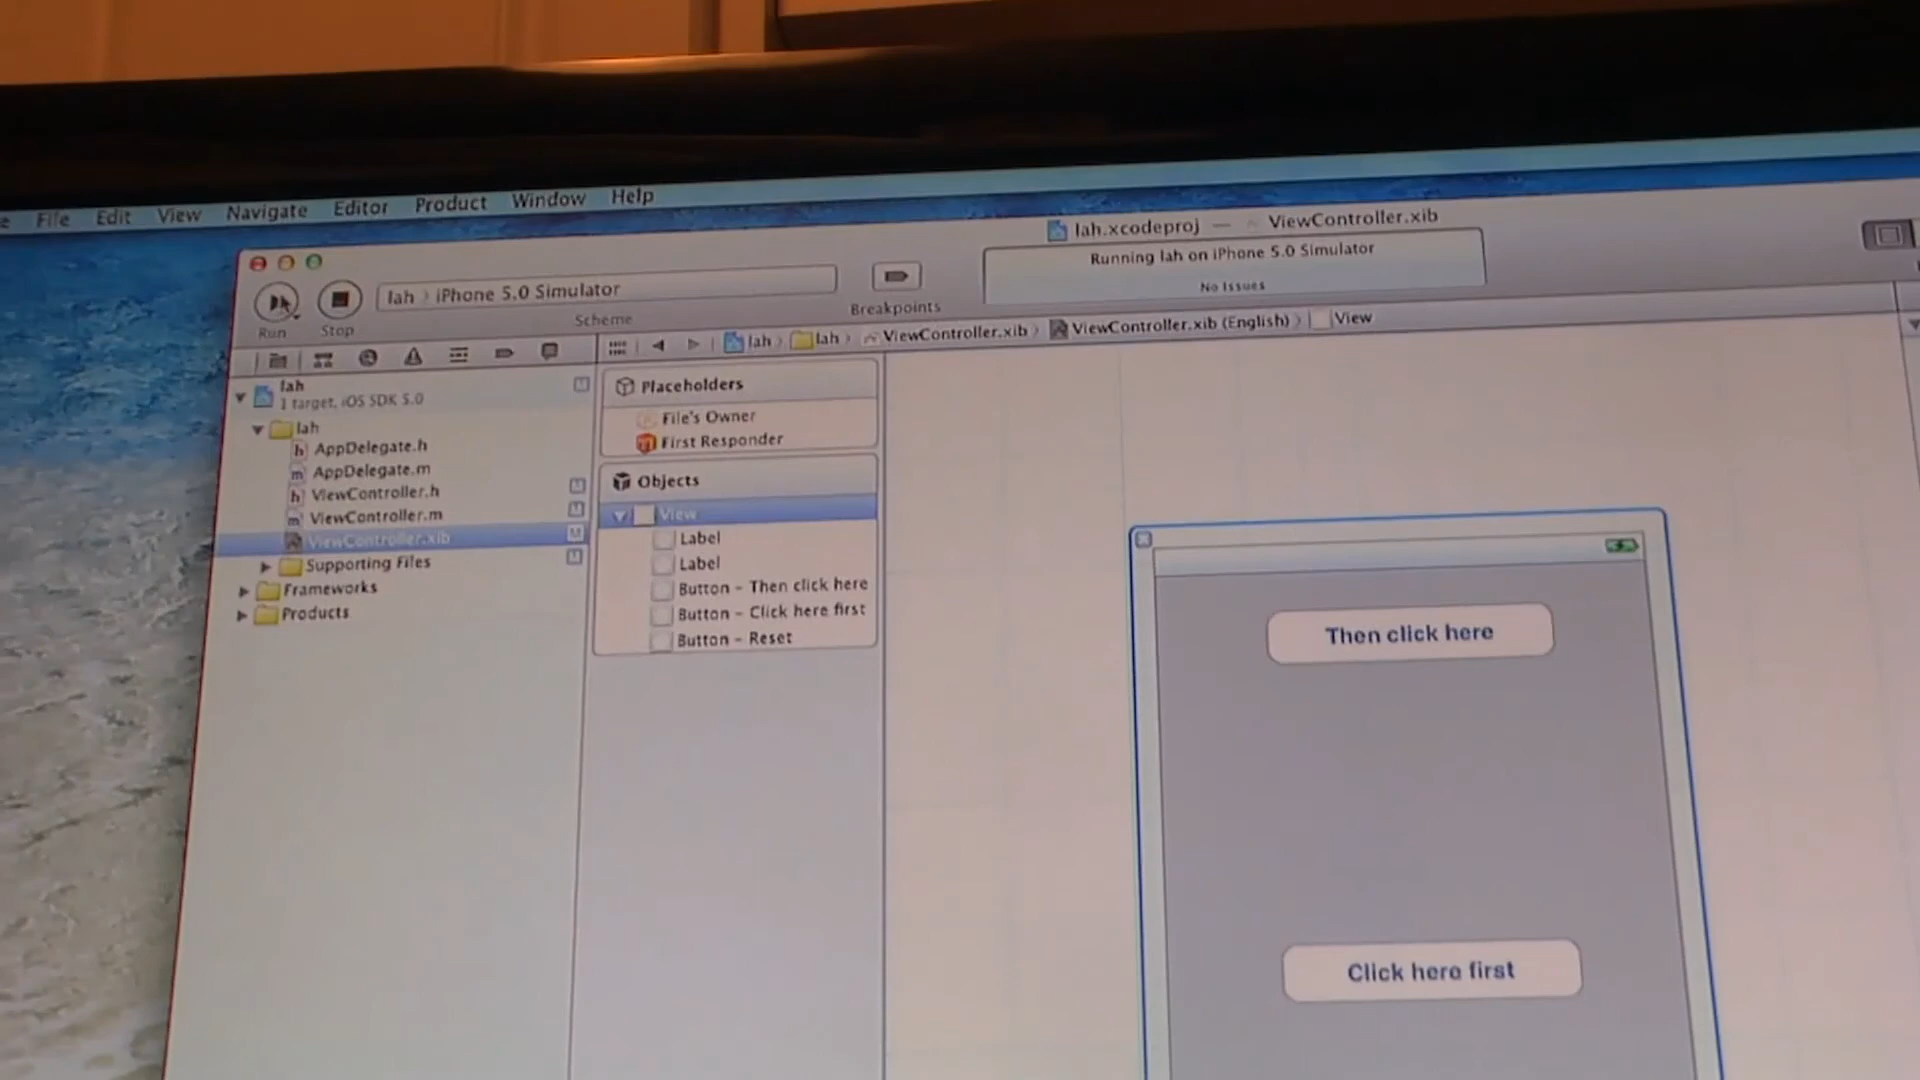 File Edit View Navigate Editor Product Window Help
lah.xcodeproj — ViewController.xib
Running lah on iPhone 5.0 Simulator
No Issues
lah › iPhone 5.0 Simulator
Run Stop Scheme Breakpoints
lah › lah › ViewController.xib › ViewController.xib (English) › View
lah
1 target, iOS SDK 5.0
lah
h AppDelegate.h
m AppDelegate.m
h ViewController.h M
m ViewController.m M
ViewController.xib M
Supporting Files M
Frameworks
Products
Placeholders
File's Owner
First Responder
Objects
View
Label
Label
Button - Then click here
Button - Click here first
Button - Reset
Then click here
Click here first